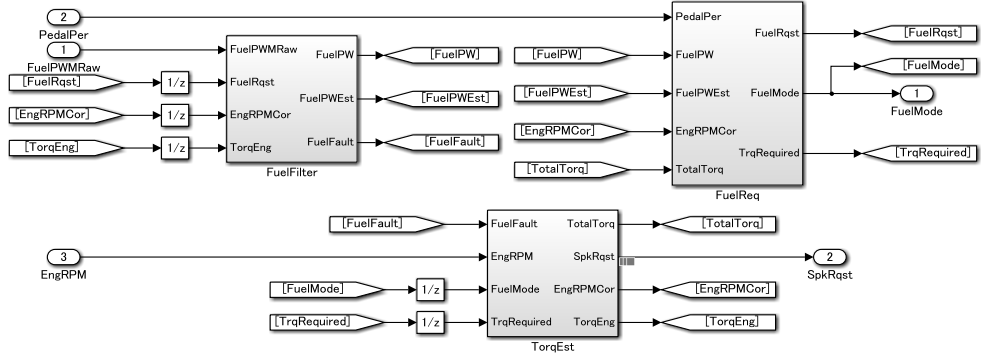 2
PedalPer
1
FuelPWMRaw
[FuelRqst]
1/z
[EngRPMCor]
1/z
[TorqEng]
1/z
FuelPWMRaw
FuelRqst
EngRPMCor
TorqEng
FuelPW
FuelPWEst
FuelFault
FuelFilter
[FuelPW]
[FuelPWEst]
[FuelFault]
[FuelPW]
[FuelPWEst]
[EngRPMCor]
[TotalTorq]
PedalPer
FuelPW
FuelPWEst
EngRPMCor
TotalTorq
FuelRqst
FuelMode
TrqRequired
FuelReq
[FuelRqst]
[FuelMode]
1
FuelMode
[TrqRequired]
[FuelFault]
3
EngRPM
[FuelMode]
1/z
[TrqRequired]
1/z
FuelFault
EngRPM
FuelMode
TrqRequired
TotalTorq
SpkRqst
EngRPMCor
TorqEng
TorqEst
[TotalTorq]
2
SpkRqst
[EngRPMCor]
[TorqEng]